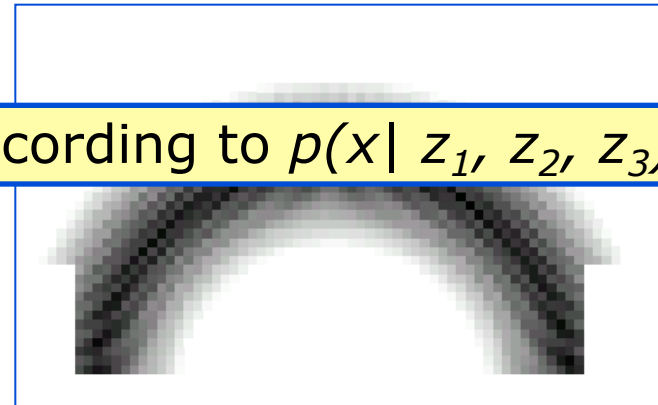 cording to p(x| z₁, z₂, z₃)